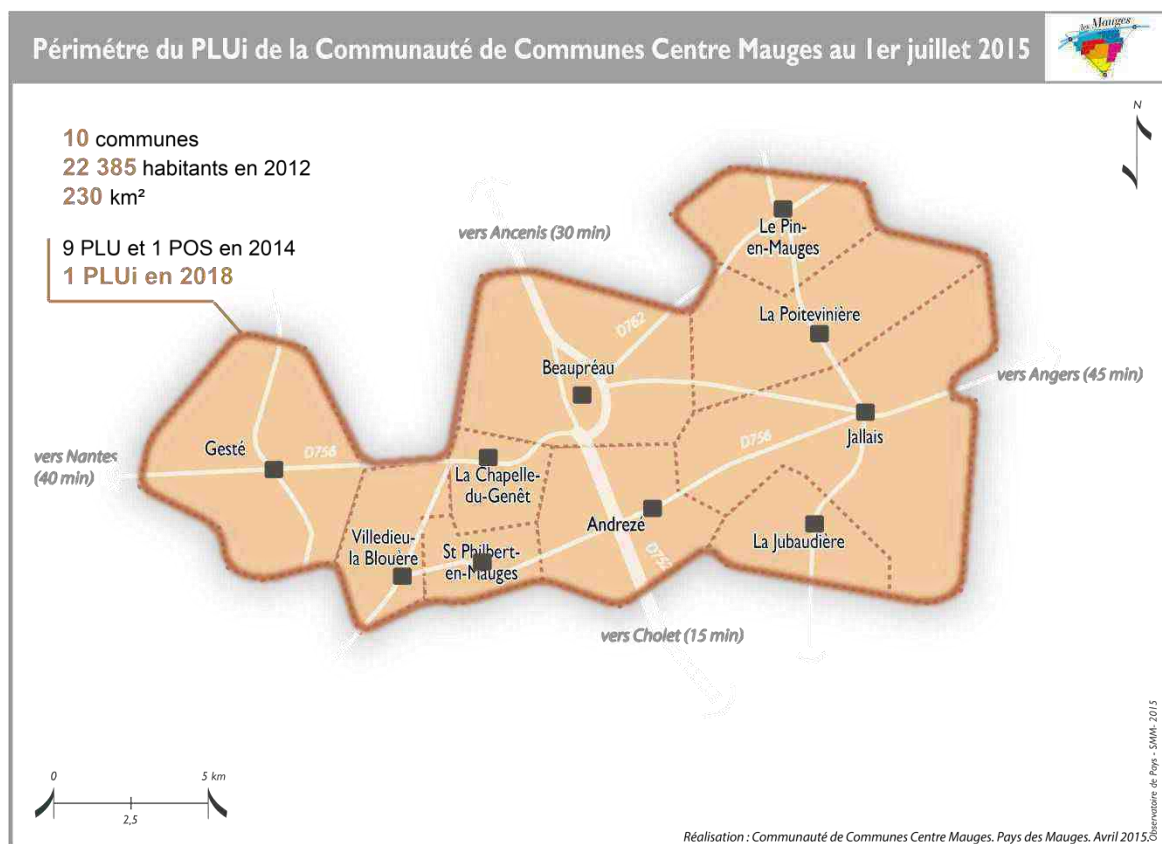 Périmétre du PLUi de la Communauté de Communes Centre Mauges au 1er juillet 2015
les Mauges
N
10 communes
22 385 habitants en 2012
230 km²
9 PLU et 1 POS en 2014
1 PLUi en 2018
vers Ancenis (30 min)
Le Pin-
en-Mauges
La Poitevinière
D762
Beaupréau
vers Angers (45 min)
Jallais
D756
Gesté
D756
vers Nantes
(40 min)
La Chapelle-
du-Genêt
Andrezé
La Jubaudière
Villedieu-
la Blouère
St Philbert-
en-Mauges
D752
vers Cholet (15 min)
0
5 km
2,5
Observatoire de Pays - SMM- 2015
Réalisation : Communauté de Communes Centre Mauges. Pays des Mauges. Avril 2015.